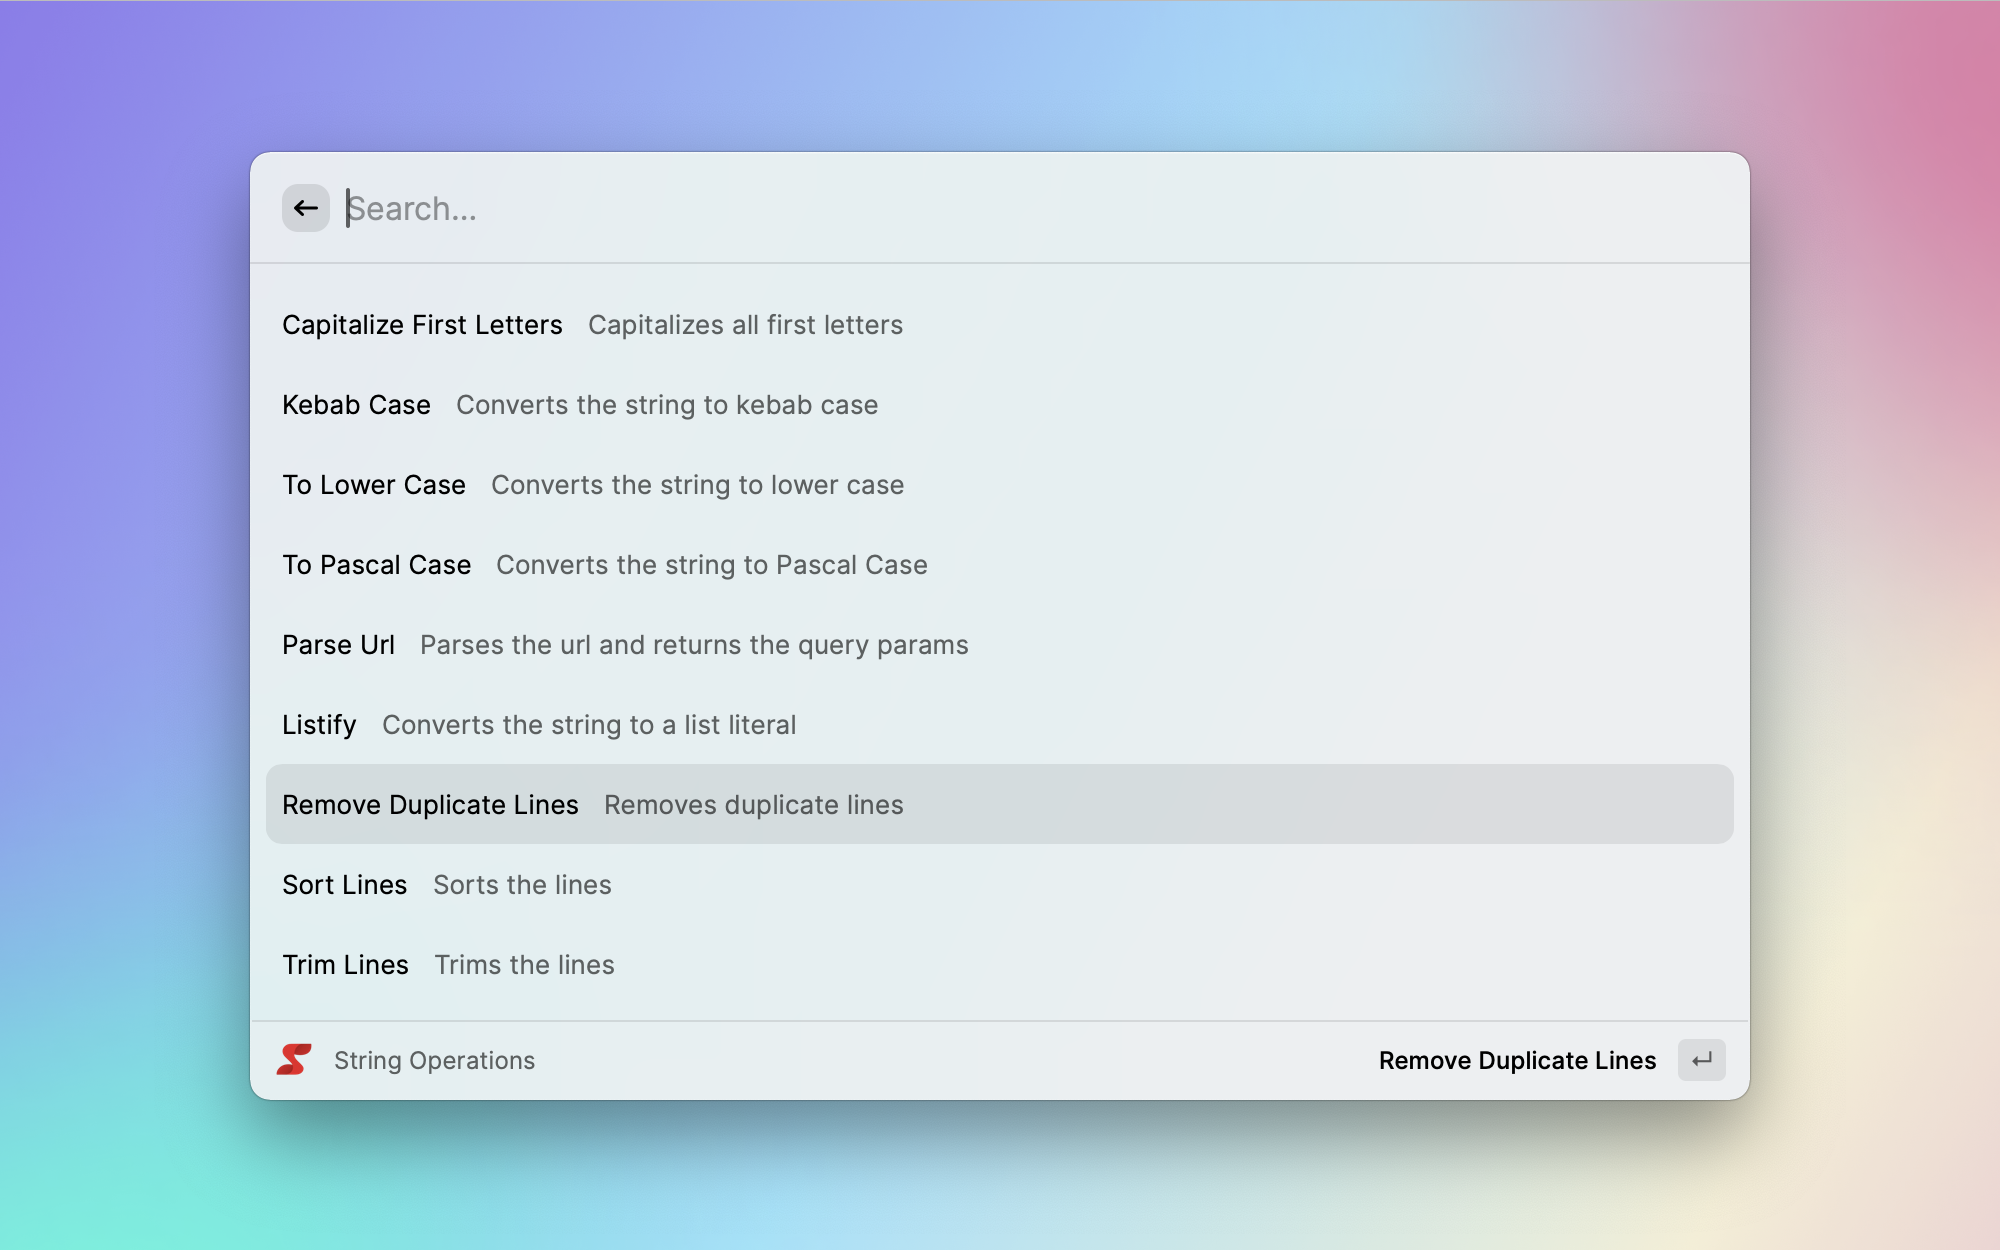 Search...
Capitalize First Letters Capitalizes all first letters
Kebab Case Converts the string to kebab case
To Lower Case Converts the string to lower case
To Pascal Case Converts the string to Pascal Case
Parse Url Parses the url and returns the query params
Listify Converts the string to a list literal
Remove Duplicate Lines Removes duplicate lines
Sort Lines Sorts the lines
Trim Lines Trims the lines
String Operations Remove Duplicate Lines